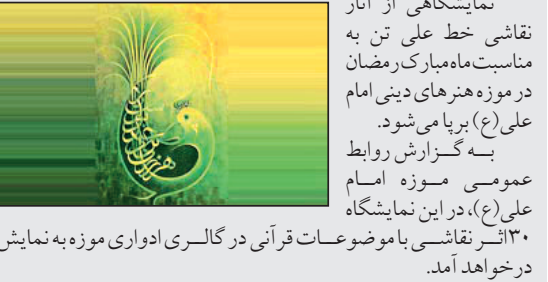 نمایشگاهی از آثار
نقاشی خط علی تن به
مناسبت ماه مبارک رمضان
در موزه هنرهای دینی امام
علی(ع) برپا می‌شود.
به گزارش روابط
عمومی موزه امام
علی(ع)، در این نمایشگاه
۳۰ اثر نقاشی با موضوعات قرآنی در گالری ادواری موزه به نمایش
درخواهد آمد.